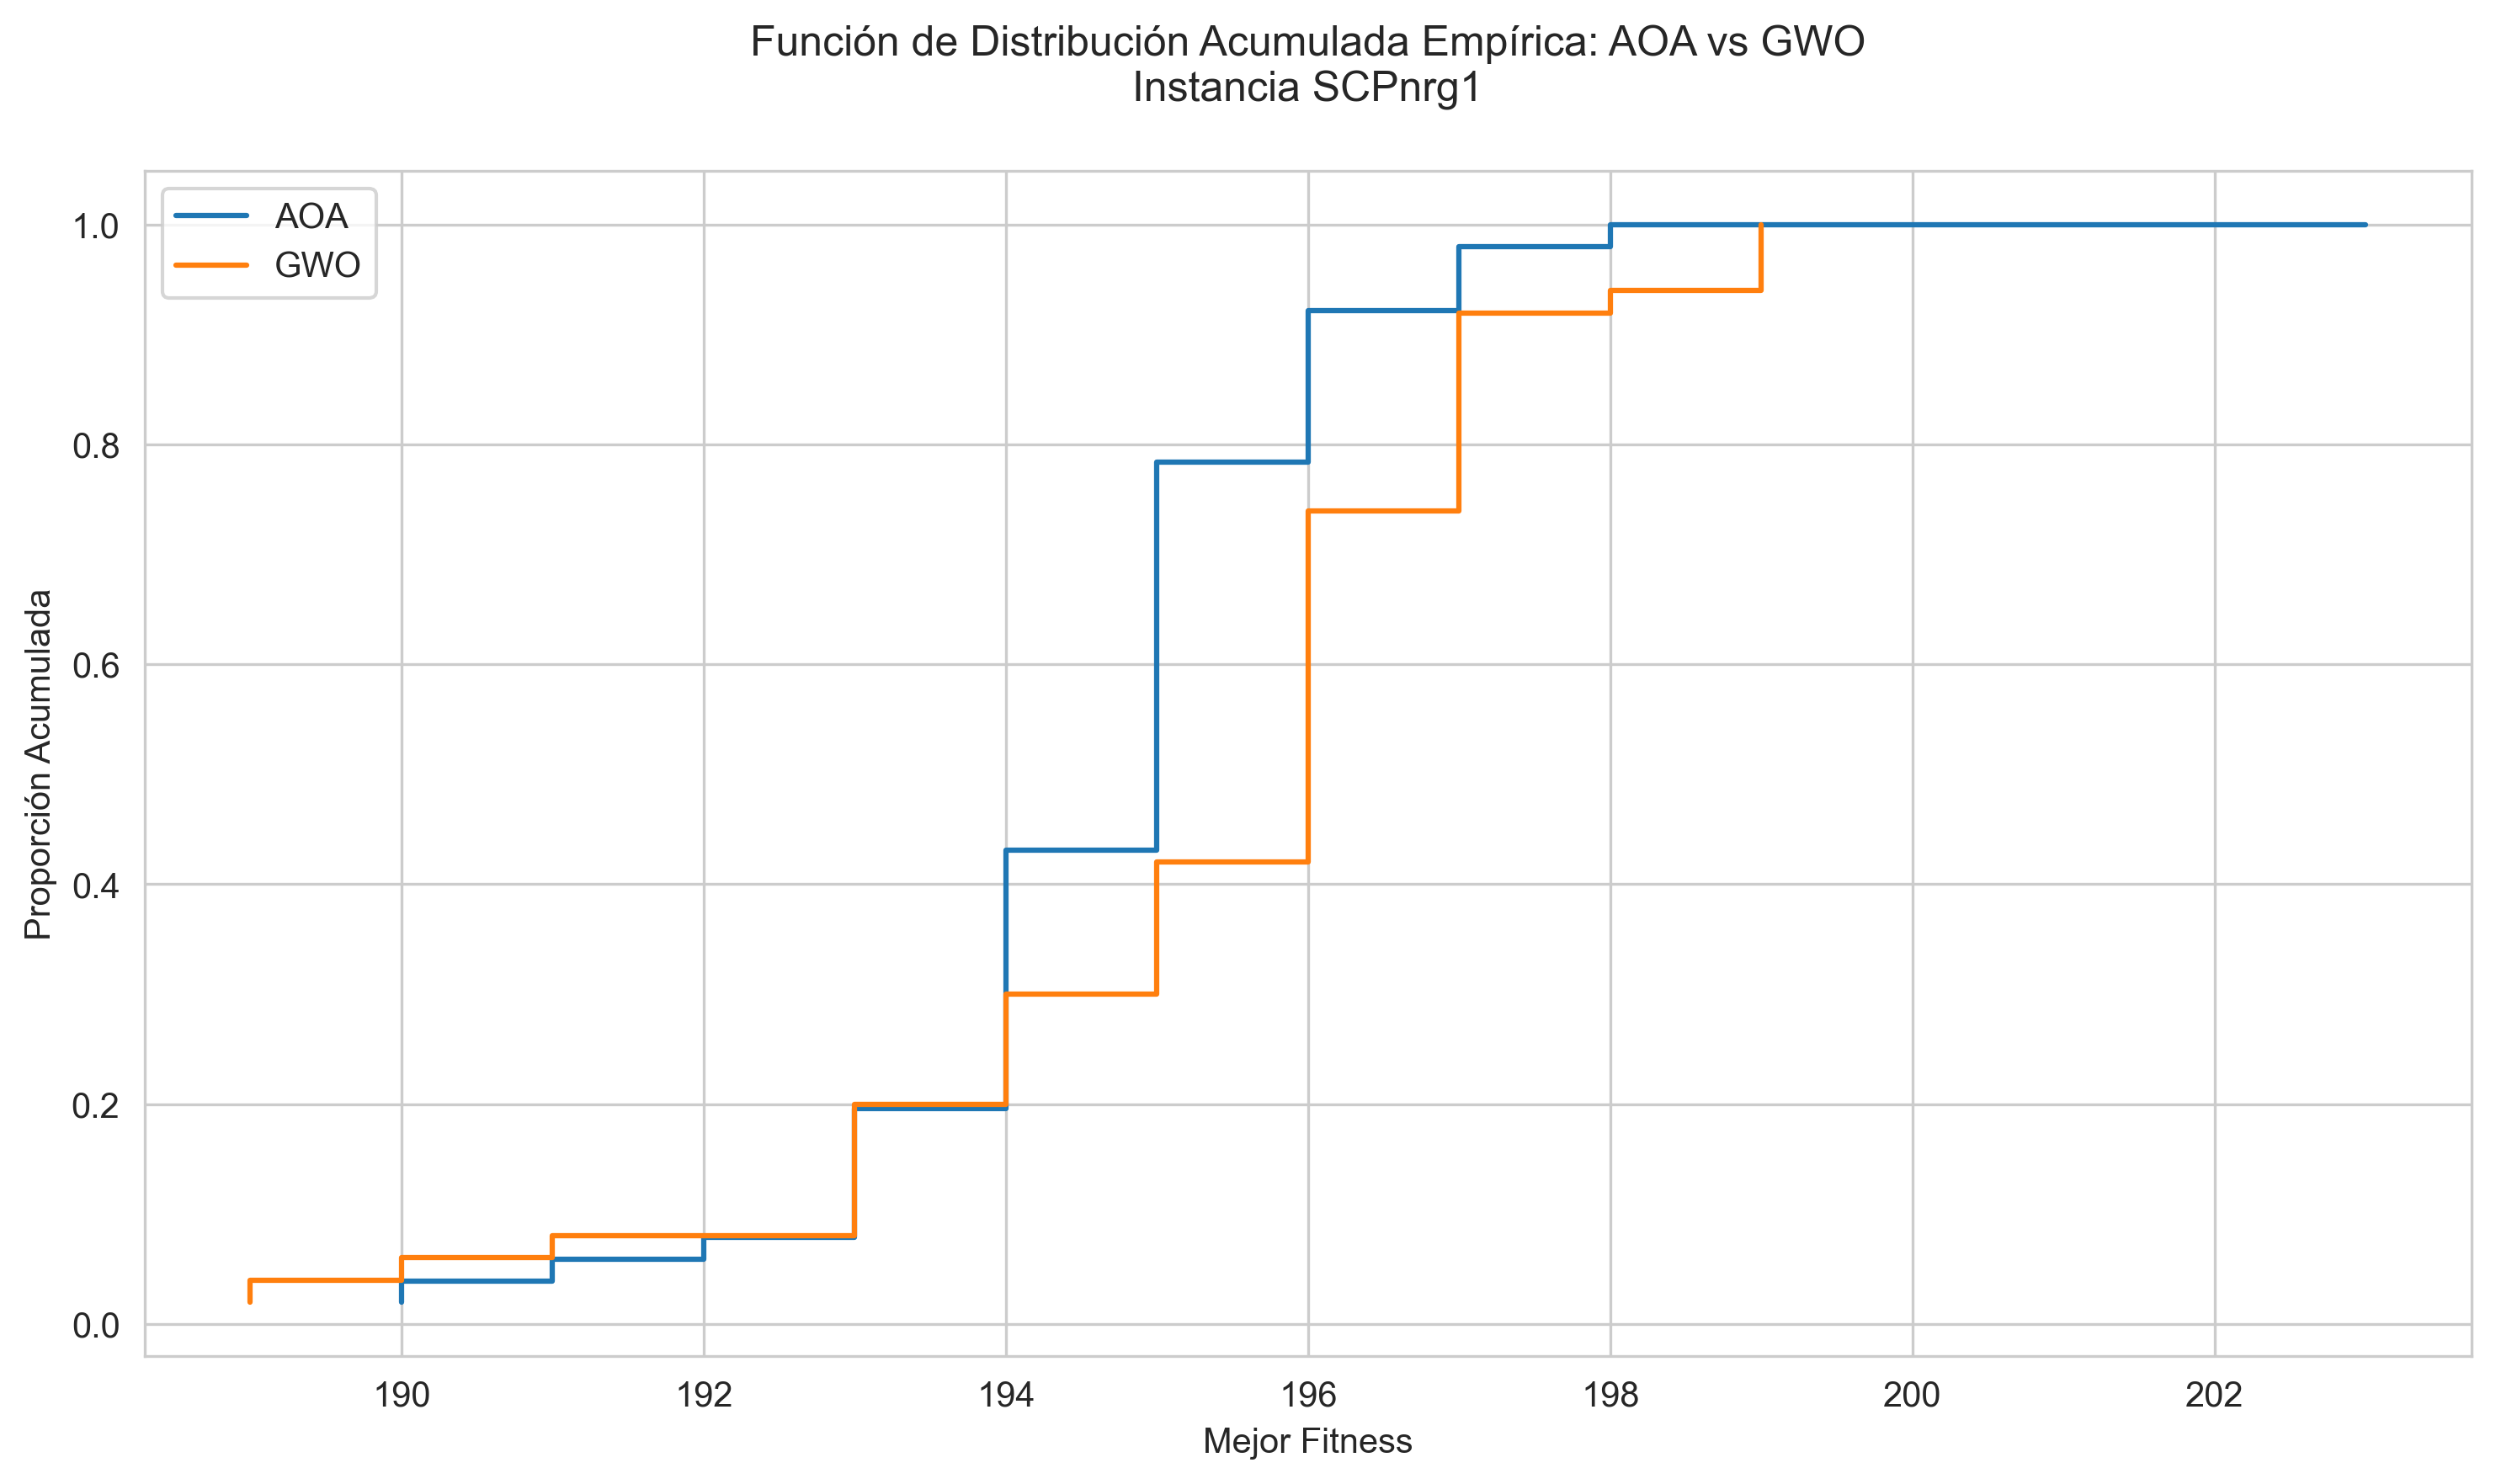 Función de Distribución Acumulada Empírica: AOA vs GWO
Instancia SCPnrg1
AOA
GWO
1.0
0.8
0.6
0.4
0.2
0.0
Proporción Acumulada
190 192 194 196 198 200 202
Mejor Fitness